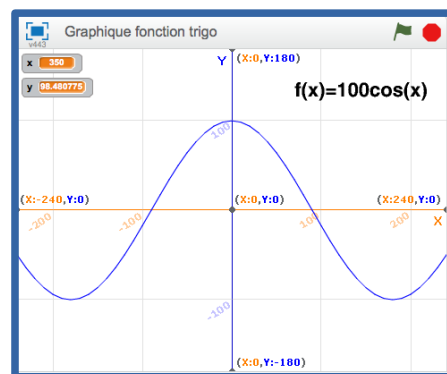 Graphique fonction trigo
v443
x 350
y 98.480775
Y (X:0,Y:180)
f(x)=100cos(x)
100
(X:-240,Y:0) (X:0,Y:0) (X:240,Y:0)
-200 -100 100 200 X
-100
(X:0,Y:-180)